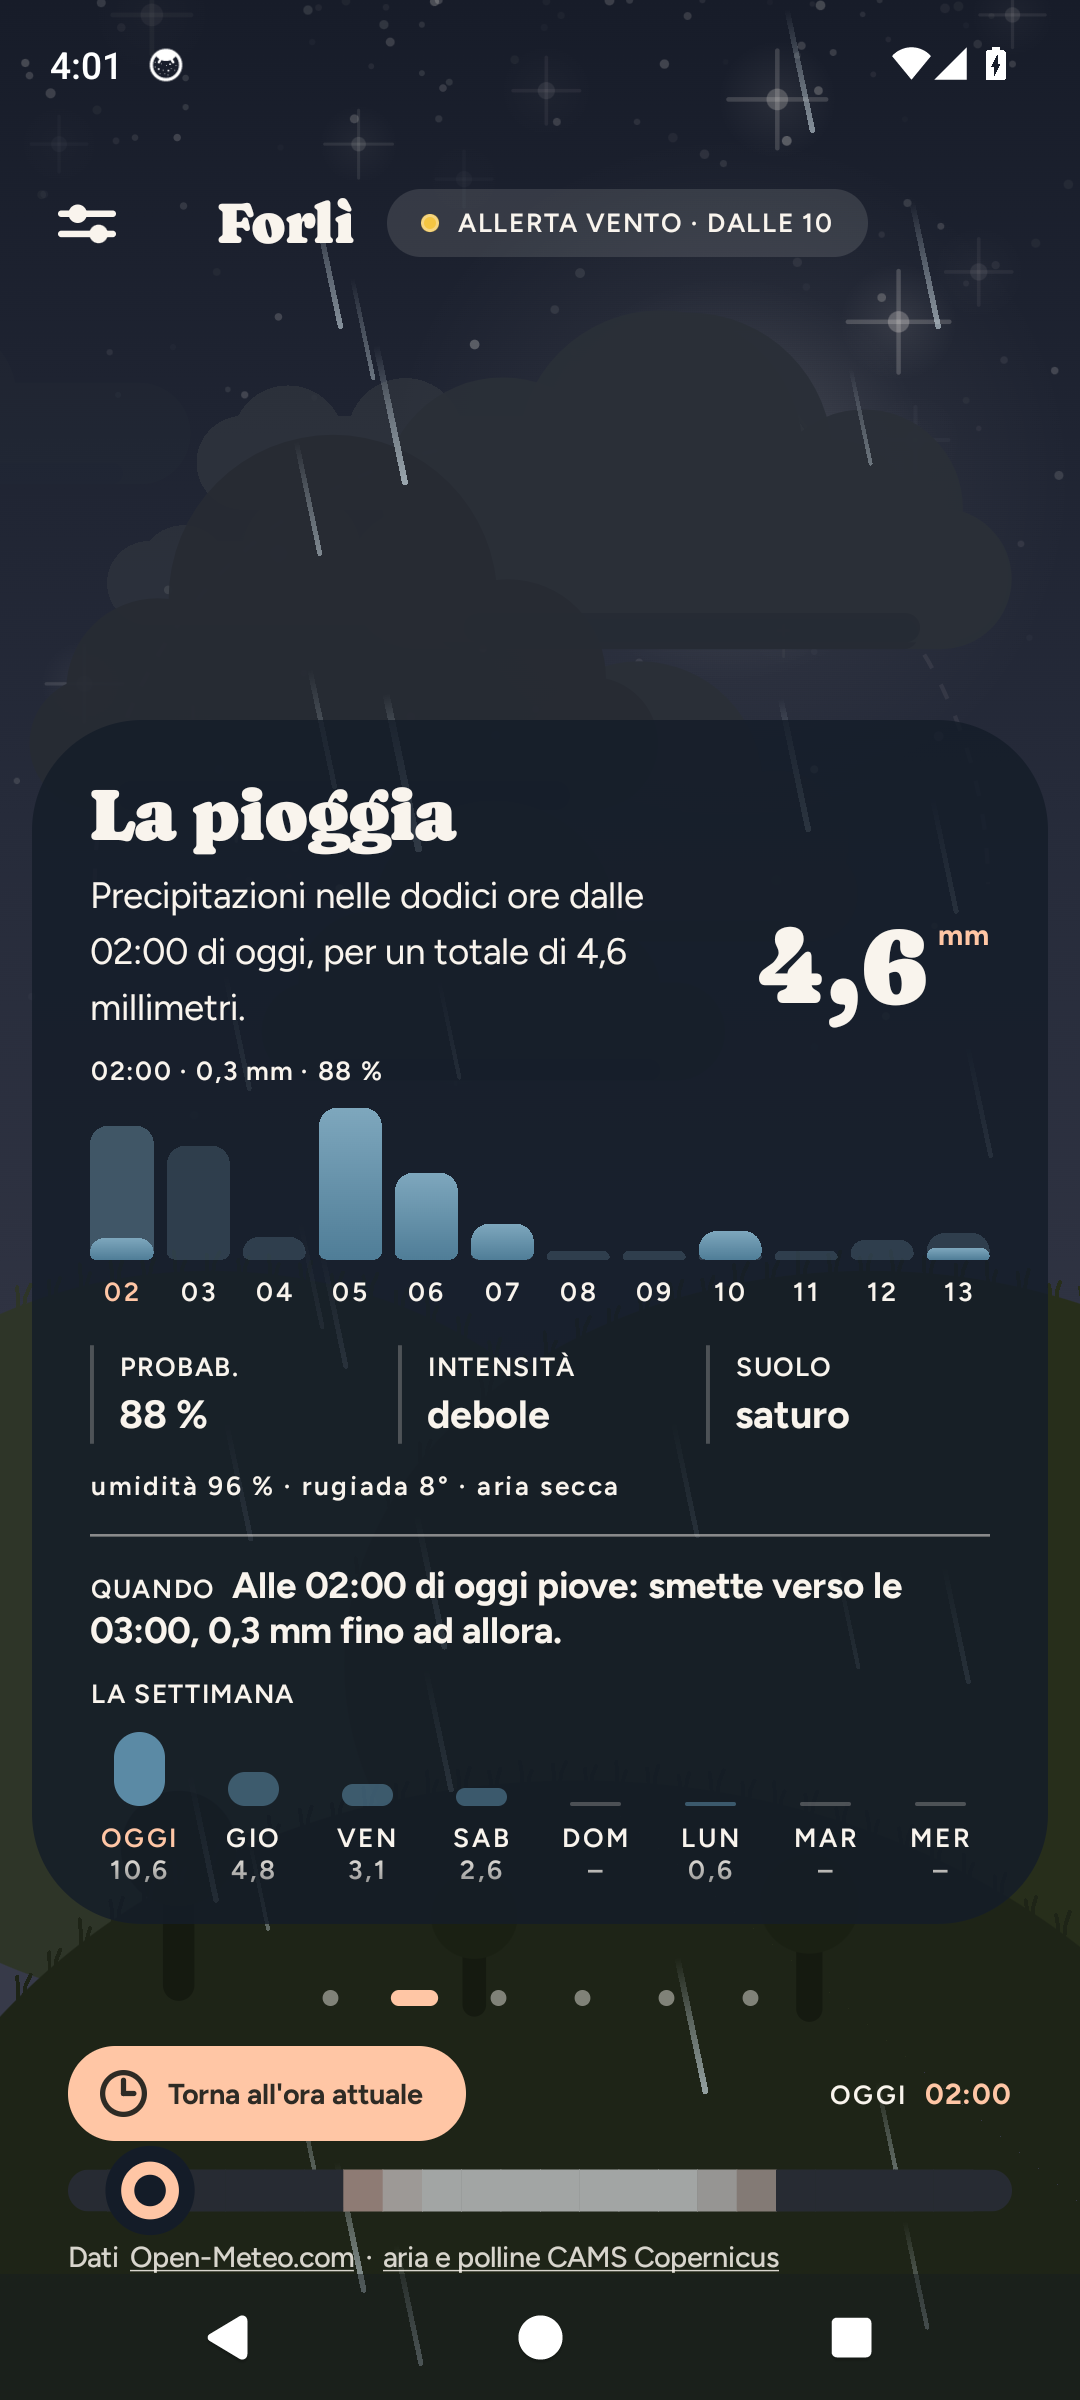 4:01
Forlì
ALLERTA VENTO · DALLE 10
La pioggia
Precipitazioni nelle dodici ore dalle
02:00 di oggi, per un totale di 4,6
millimetri.
4,6 mm
02:00 · 0,3 mm · 88 %
02 03 04 05 06 07 08 09 10 11 12 13
PROBAB. INTENSITÀ SUOLO
88 % debole saturo
umidità 96 % · rugiada 8° · aria secca
QUANDO Alle 02:00 di oggi piove: smette verso le
03:00, 0,3 mm fino ad allora.
LA SETTIMANA
OGGI GIO VEN SAB DOM LUN MAR MER
10,6 4,8 3,1 2,6 – 0,6 – –
Torna all'ora attuale
OGGI 02:00
Dati Open-Meteo.com · aria e polline CAMS Copernicus